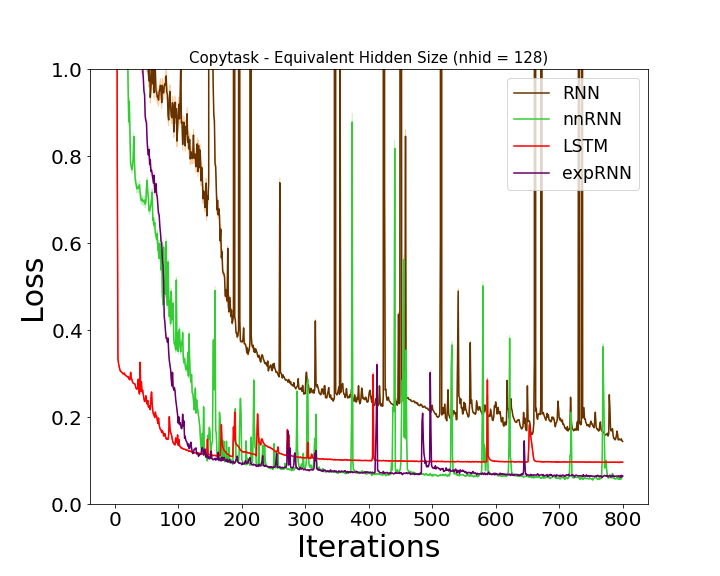 Copytask - Equivalent Hidden Size (nhid = 128)
1.0
0.8
0.6
0.4
0.2
0.0
Loss
RNN
nnRNN
LSTM
expRNN
0 100 200 300 400 500 600 700 800
Iterations